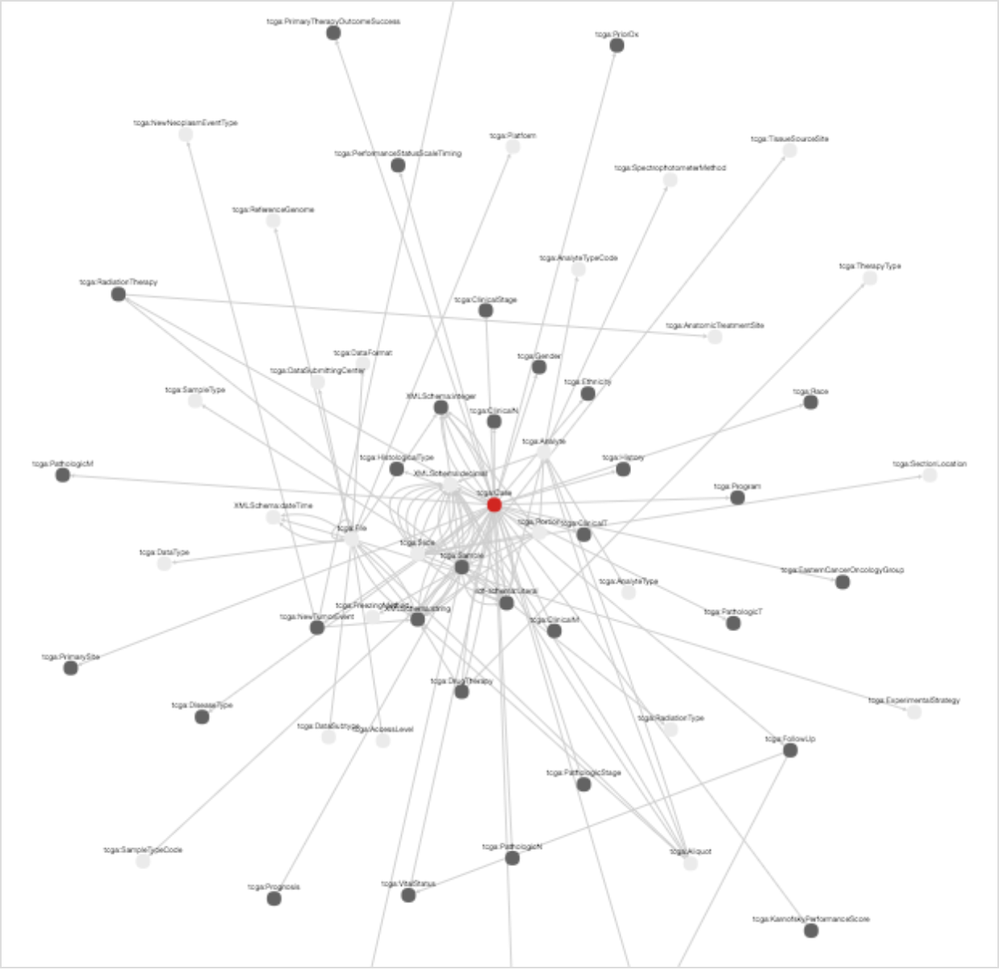 tcga:PrimaryTherapyOutcomeSuccess
tcga:PriorDx
tcga:NewNeoplasmEventType
tcga:Platform
tcga:TissueSourceSite
tcga:PerformanceStatusScaleTiming
tcga:SpectrophotometerMethod
tcga:ReferenceGenome
tcga:AnalyteTypeCode
tcga:TherapyType
tcga:RadiationTherapy
tcga:ClinicalStage
tcga:AnatomicTreatmentSite
tcga:DataFormat
tcga:Gender
tcga:DataSubmittingCenter
tcga:Ethnicity
tcga:SampleType
tcga:Race
XMLSchema:integer
tcga:ClinicalN
tcga:Analyte
tcga:HistologicalType
tcga:History
tcga:PathologicM
tcga:SectionLocation
XMLSchema:decimal
tcga:Program
tcga:Case
XMLSchema:dateTime
tcga:Portion
tcga:ClinicalT
tcga:File
tcga:Slide
tcga:DataType
tcga:Sample
tcga:EasternCancerOncologyGroup
tcga:AnalyteType
rdf-schema:Literal
tcga:FreezingMethod
XMLSchema:string
tcga:PathologicT
tcga:NewTumorEvent
tcga:ClinicalM
tcga:PrimarySite
tcga:DrugTherapy
tcga:ExperimentalStrategy
tcga:DiseaseType
tcga:RadiationType
tcga:DataSubtype
tcga:AccessLevel
tcga:FollowUp
tcga:PathologicStage
tcga:PathologicN
tcga:SampleTypeCode
tcga:Aliquot
tcga:VitalStatus
tcga:Prognosis
tcga:KarnofskyPerformanceScore